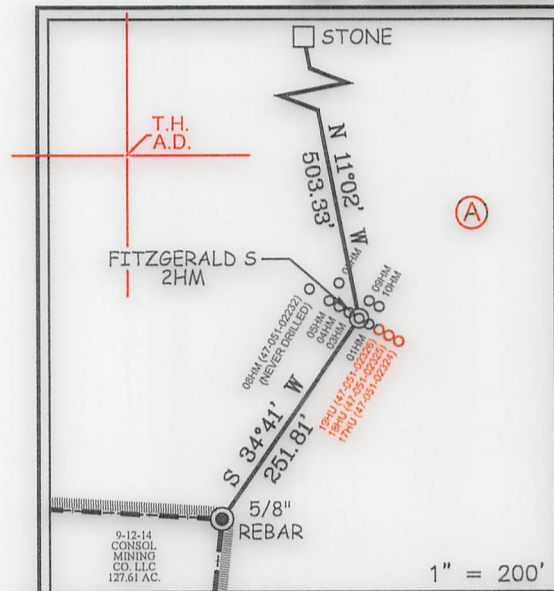 STONE
T.H.
A.D.
N 11°02' W
503.33'
A
FITZGERALD S
2HM
09HM
10HM
08HM (47-051-02232)
(NEVER DRILLED)
05HM
04HM
03HM
01HM
19HU (47-051-02326)
18HU (47-051-02325)
17HU (47-051-02324)
S 34°41' W
251.81'
5/8"
REBAR
9-12-14
CONSOL
MINING
CO. LLC
127.61 AC.
1" = 200'